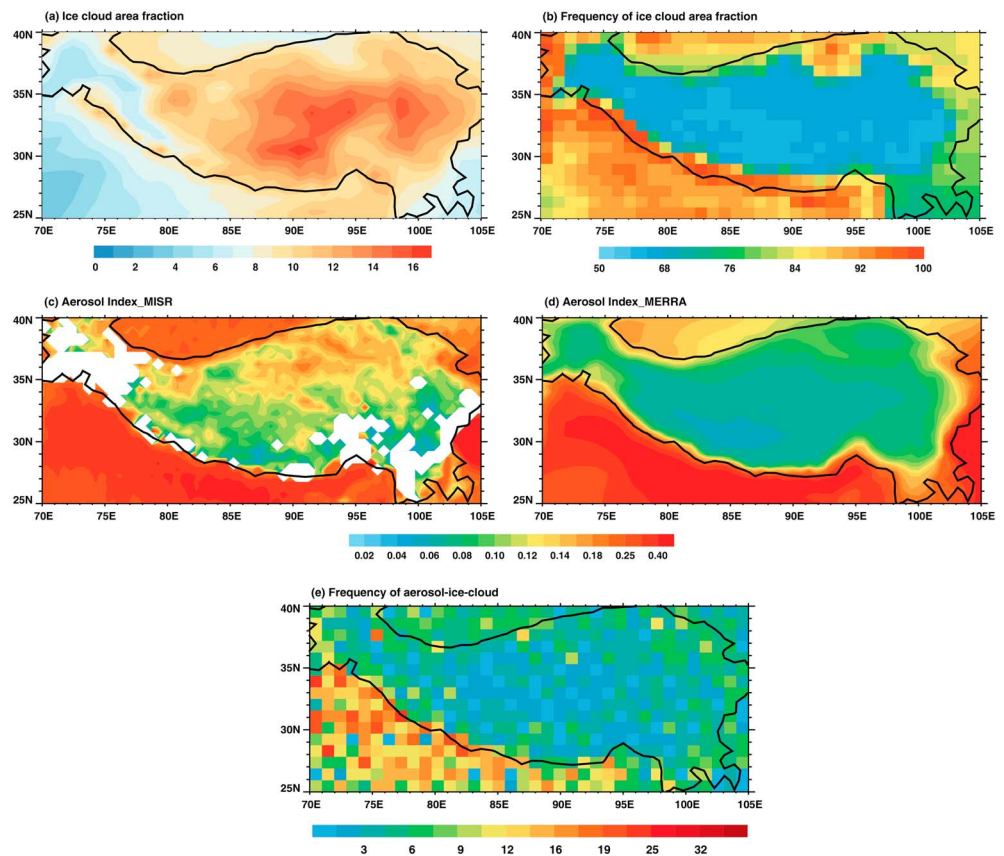 (a) Ice cloud area fraction
(b) Frequency of ice cloud area fraction
40N
35N
30N
25N
70E 75E 80E 85E 90E 95E 100E 105E
40N
35N
30N
25N
70E 75E 80E 85E 90E 95E 100E 105E
0 2 4 6 8 10 12 14 16
50 68 76 84 92 100
(c) Aerosol Index_MISR
(d) Aerosol Index_MERRA
40N
35N
30N
25N
70E 75E 80E 85E 90E 95E 100E 105E
40N
35N
30N
25N
70E 75E 80E 85E 90E 95E 100E 105E
0.02 0.04 0.06 0.08 0.10 0.12 0.14 0.18 0.25 0.40
(e) Frequency of aerosol-ice-cloud
40N
35N
30N
25N
70E 75E 80E 85E 90E 95E 100E 105E
3 6 9 12 16 19 25 32